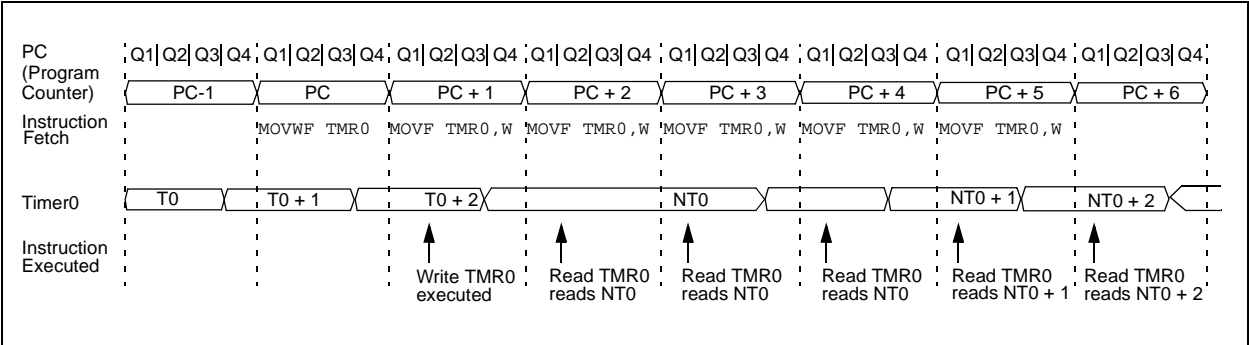 PC
(Program
Counter)
Q1 Q2 Q3 Q4 Q1 Q2 Q3 Q4 Q1 Q2 Q3 Q4 Q1 Q2 Q3 Q4 Q1 Q2 Q3 Q4 Q1 Q2 Q3 Q4 Q1 Q2 Q3 Q4 Q1 Q2 Q3 Q4
PC-1 PC PC + 1 PC + 2 PC + 3 PC + 4 PC + 5 PC + 6
Instruction
Fetch
MOVWF TMR0 MOVF TMR0,W MOVF TMR0,W MOVF TMR0,W MOVF TMR0,W MOVF TMR0,W
Timer0
T0 T0 + 1 T0 + 2 NT0 NT0 + 1 NT0 + 2
Instruction
Executed
Write TMR0
executed
Read TMR0
reads NT0
Read TMR0
reads NT0
Read TMR0
reads NT0
Read TMR0
reads NT0 + 1
Read TMR0
reads NT0 + 2